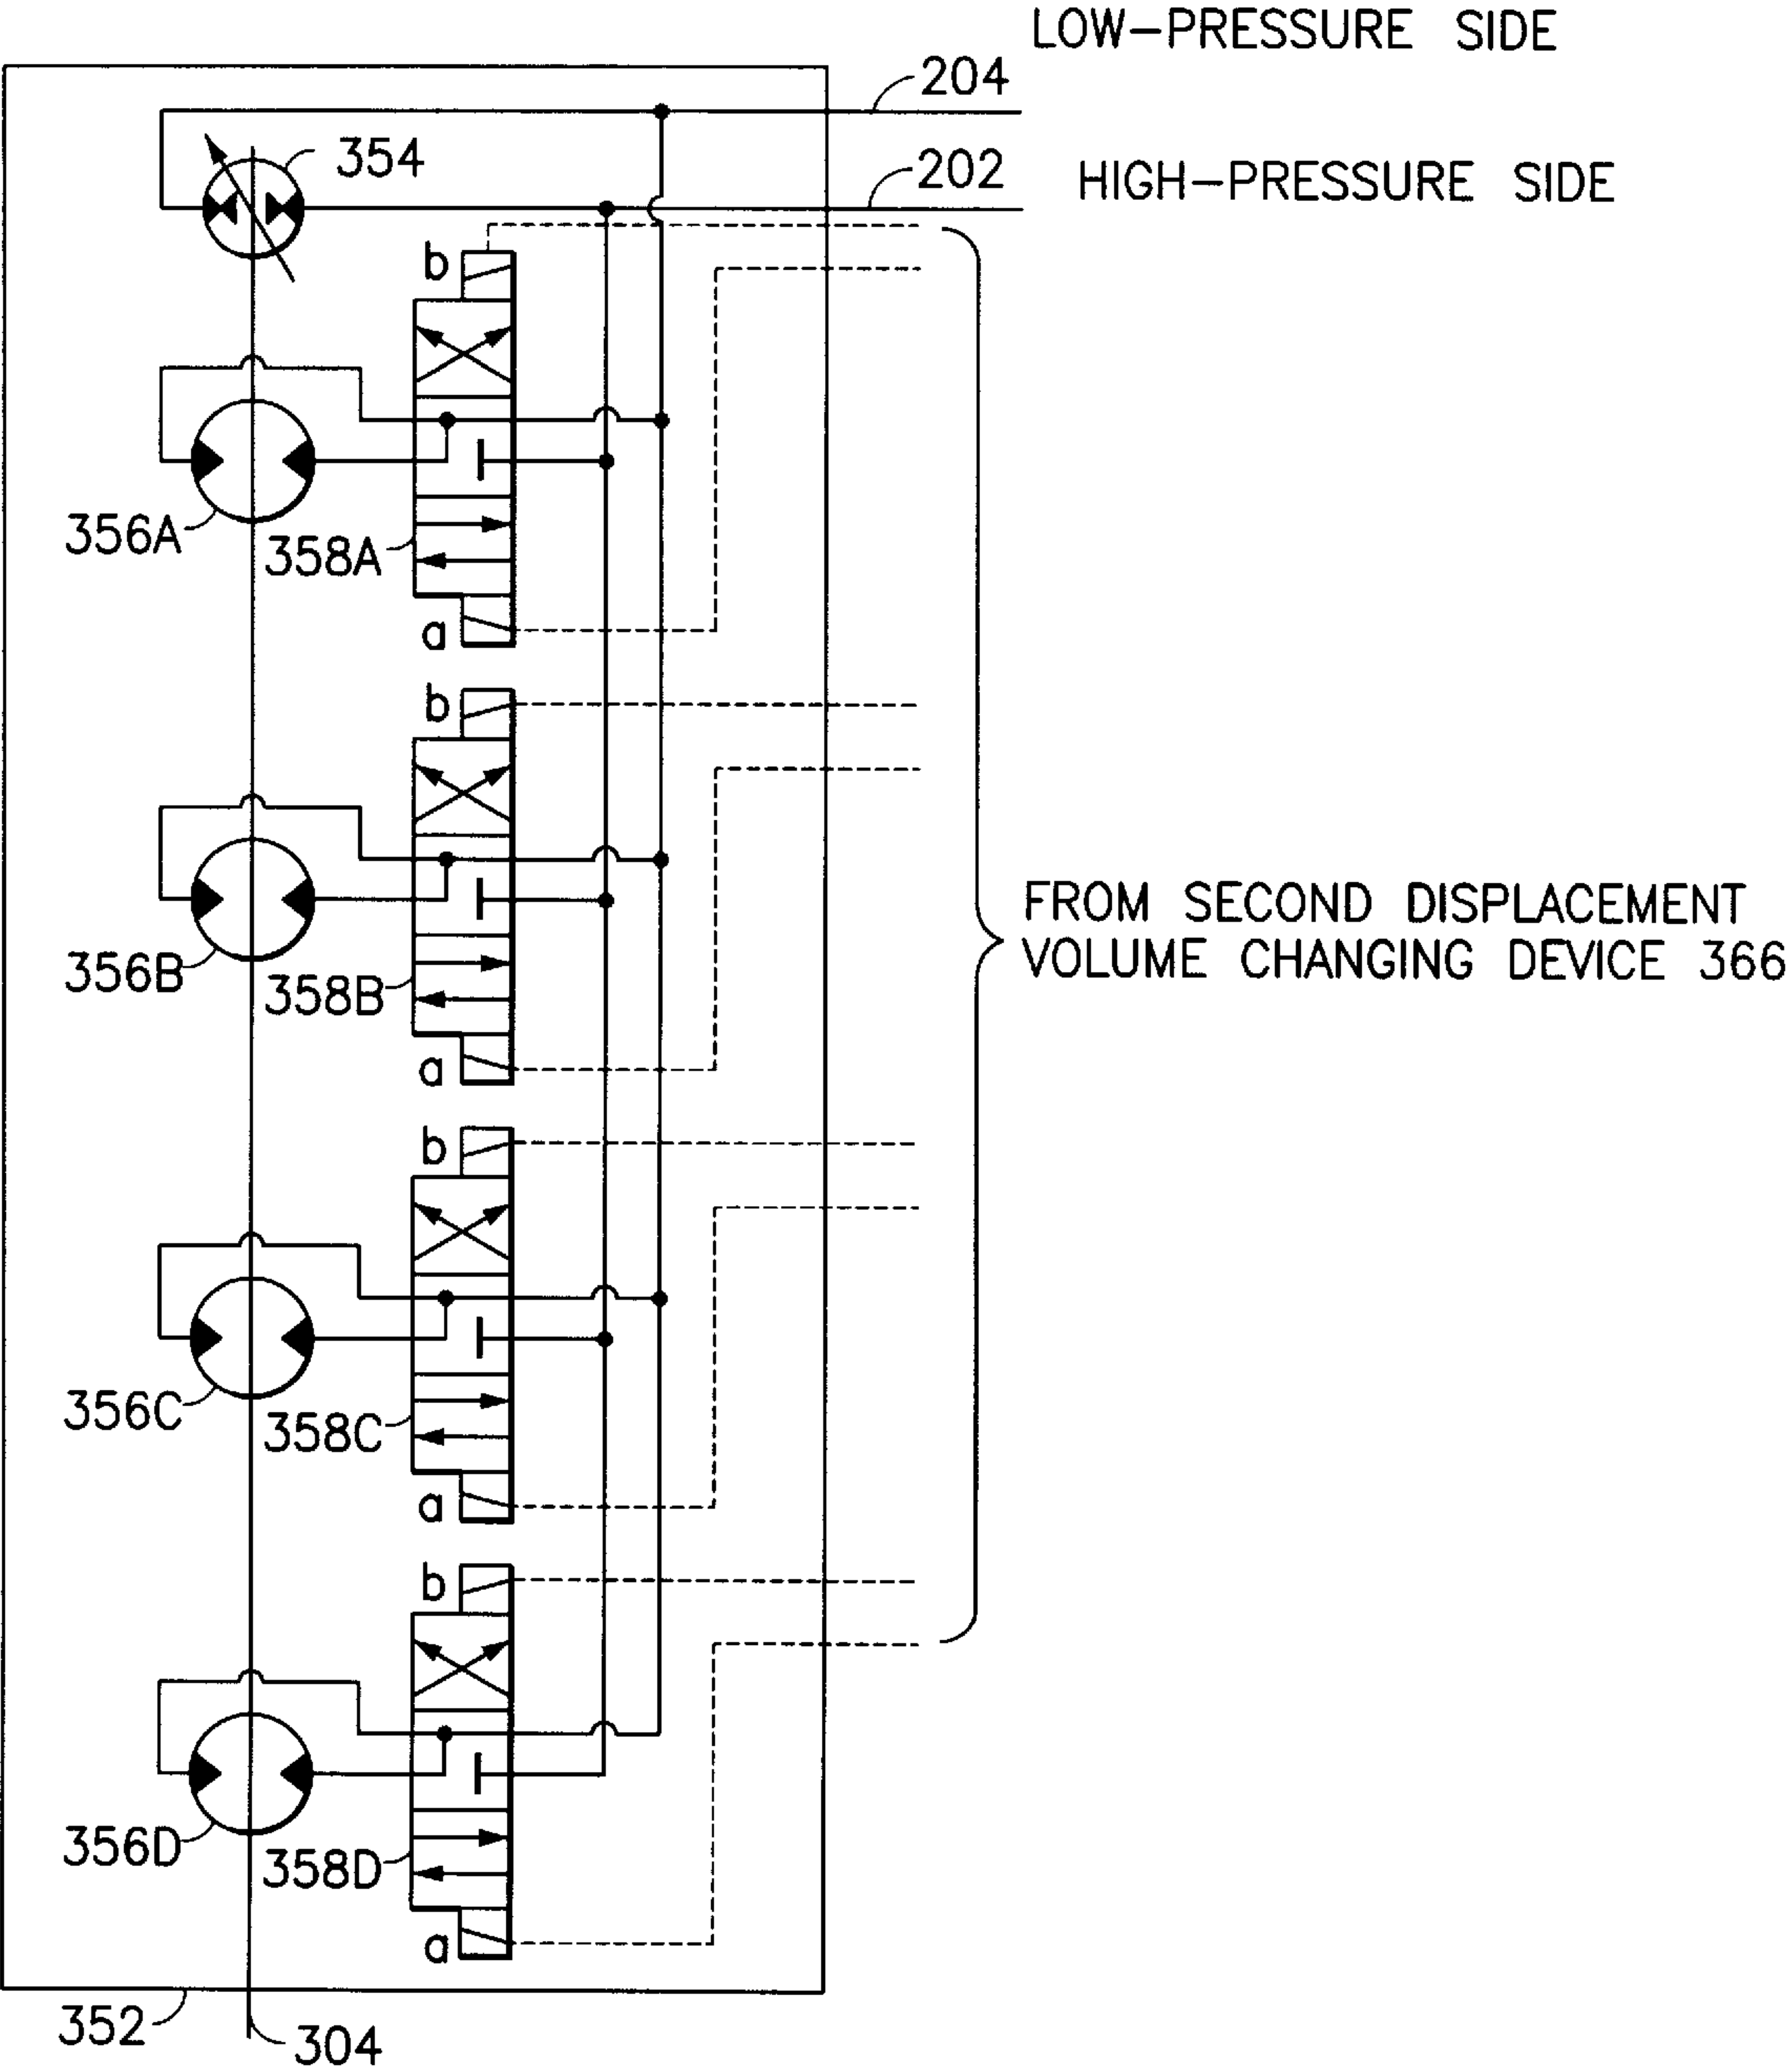 LOW-PRESSURE SIDE
204
354
202
HIGH-PRESSURE SIDE
b
356A
358A
a
b
FROM SECOND DISPLACEMENT
VOLUME CHANGING DEVICE 366
356B
358B
a
b
356C
358C
a
b
356D
358D
a
352
304